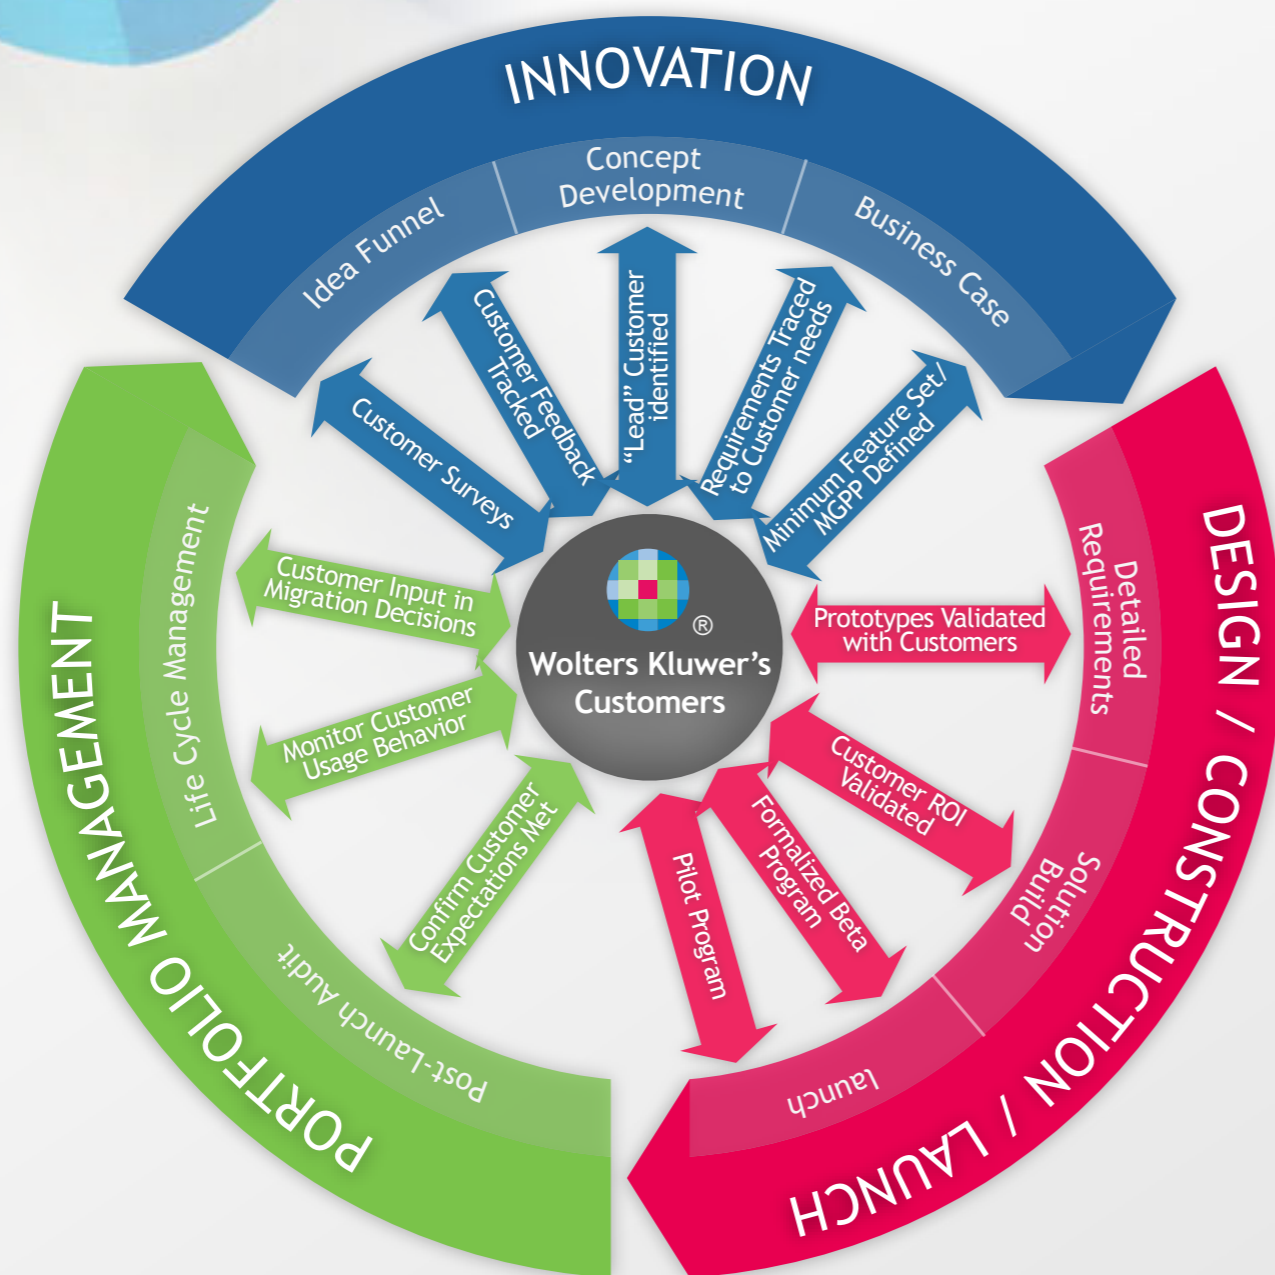 INNOVATION
Idea Funnel
Concept
Development
Business Case
Customer Surveys
Customer Feedback
Tracked
“Lead” Customer
identified
Requirements Traced
to Customer needs
Minimum Feature Set/
MGPP Defined
DESIGN / CONSTRUCTION / LAUNCH
Detailed
Requirements
Solution
Build
launch
Prototypes Validated
with Customers
Customer ROI
Validated
Formalized Beta
Program
Pilot Program
PORTFOLIO MANAGEMENT
Post-Launch Audit
Life Cycle Management
Confirm Customer
Expectations Met
Monitor Customer
Usage Behavior
Customer Input in
Migration Decisions
®
Wolters Kluwer’s
Customers